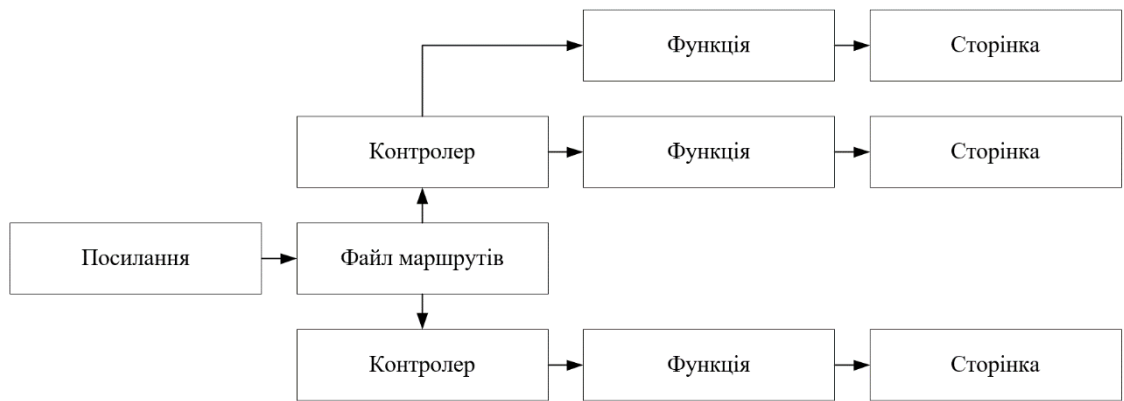 Функція
Сторінка
Контролер
Функція
Сторінка
Посилання
Файл маршрутів
Контролер
Функція
Сторінка